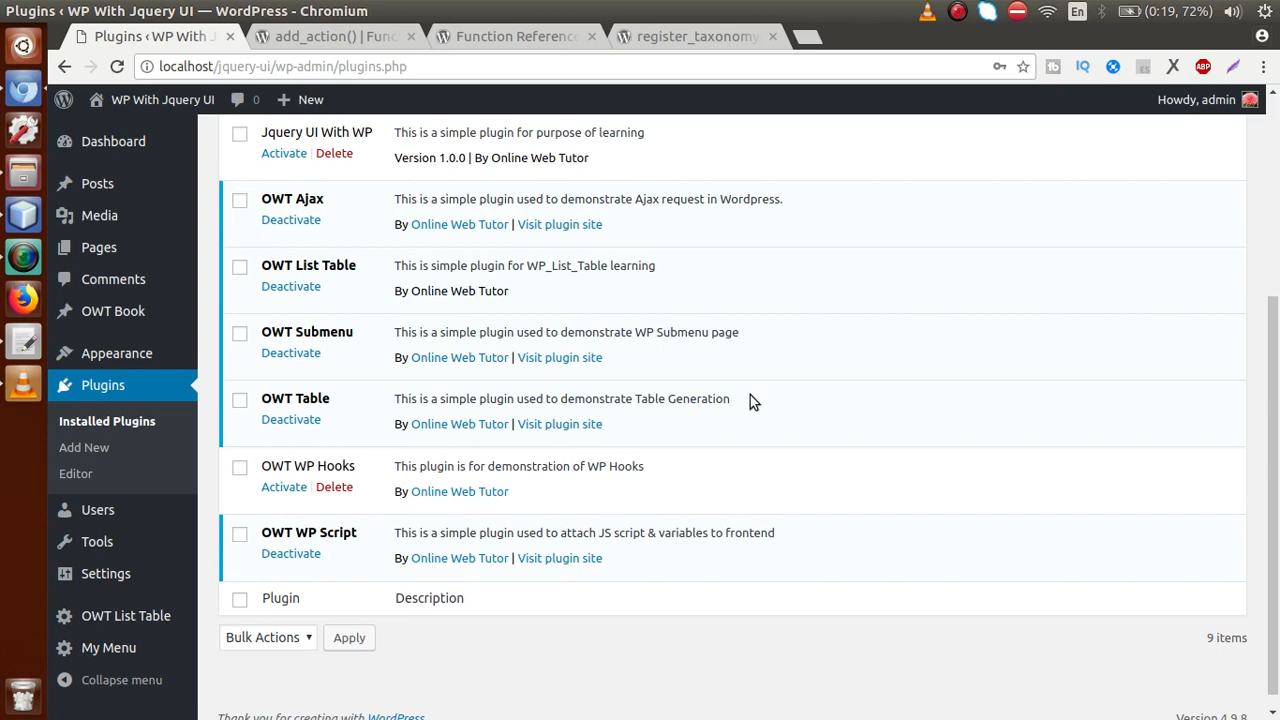 Plugins ‹ WP With Jquery UI — WordPress - Chromium
En
(0:19, 72%)
Plugins ‹ WP With J
add_action() | Func
Function Reference
register_taxonomy
localhost/jquery-ui/wp-admin/plugins.php
WP With Jquery UI
0
New
Howdy, admin
Dashboard
Posts
Media
Pages
Comments
OWT Book
Appearance
Plugins
Installed Plugins
Add New
Editor
Users
Tools
Settings
OWT List Table
My Menu
Collapse menu
Jquery UI With WP
This is a simple plugin for purpose of learning
Activate | Delete
Version 1.0.0 | By Online Web Tutor
OWT Ajax
This is a simple plugin used to demonstrate Ajax request in Wordpress.
Deactivate
By Online Web Tutor | Visit plugin site
OWT List Table
This is simple plugin for WP_List_Table learning
Deactivate
By Online Web Tutor
OWT Submenu
This is a simple plugin used to demonstrate WP Submenu page
Deactivate
By Online Web Tutor | Visit plugin site
OWT Table
This is a simple plugin used to demonstrate Table Generation
Deactivate
By Online Web Tutor | Visit plugin site
OWT WP Hooks
This plugin is for demonstration of WP Hooks
Activate | Delete
By Online Web Tutor
OWT WP Script
This is a simple plugin used to attach JS script & variables to frontend
Deactivate
By Online Web Tutor | Visit plugin site
Plugin
Description
Bulk Actions
Apply
9 items
Thank you for creating with WordPress
Version 4.9.8